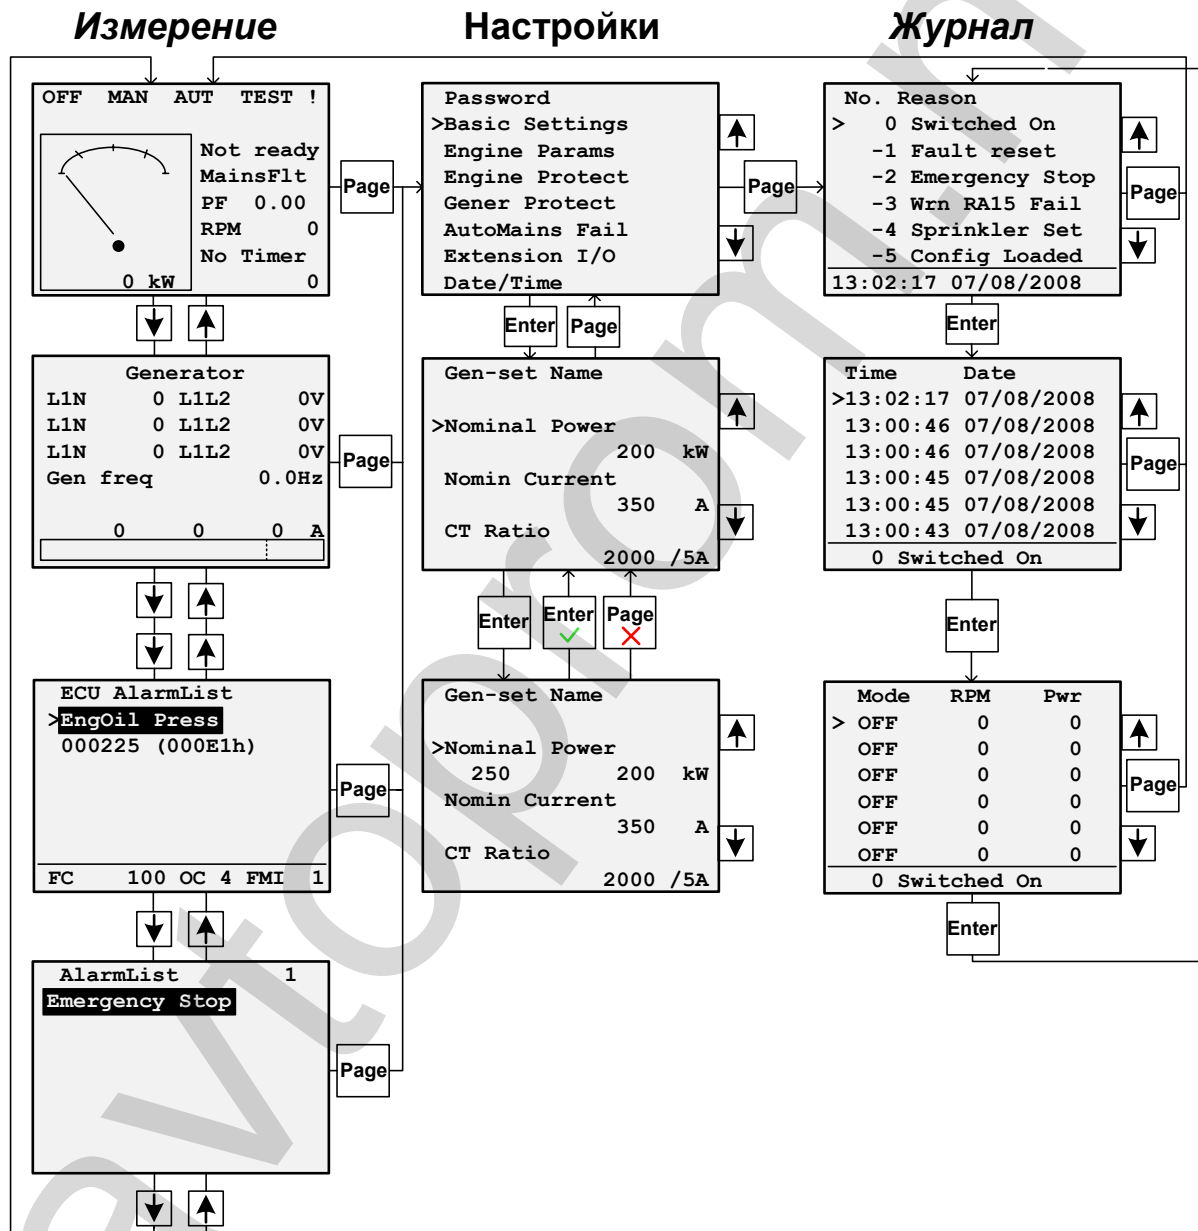 Измерение
OFF MAN AUT TEST !
Not ready
MainsFlt
PF 0.00
RPM 0
No Timer
0 kW 0
Page
Generator
L1N 0 L1L2 0V
L1N 0 L1L2 0V
L1N 0 L1L2 0V
Gen freq 0.0Hz
0 0 0 A
Page
ECU AlarmList
>EngOil Press
000225 (000E1h)
FC 100 OC 4 FMI 1
Page
AlarmList 1
Emergency Stop
Page
Настройки
Password
>Basic Settings
Engine Params
Engine Protect
Gener Protect
AutoMains Fail
Extension I/O
Date/Time
Page
Enter Page
Gen-set Name
>Nominal Power
200 kW
Nomin Current
350 A
CT Ratio
2000 /5A
Enter Enter Page
Gen-set Name
>Nominal Power
250 200 kW
Nomin Current
350 A
CT Ratio
2000 /5A
Журнал
No. Reason
> 0 Switched On
-1 Fault reset
-2 Emergency Stop
-3 Wrn RA15 Fail
-4 Sprinkler Set
-5 Config Loaded
13:02:17 07/08/2008
Page
Enter
Time Date
>13:02:17 07/08/2008
13:00:46 07/08/2008
13:00:46 07/08/2008
13:00:45 07/08/2008
13:00:45 07/08/2008
13:00:43 07/08/2008
0 Switched On
Page
Enter
Mode RPM Pwr
> OFF 0 0
OFF 0 0
OFF 0 0
OFF 0 0
OFF 0 0
OFF 0 0
0 Switched On
Page
Enter